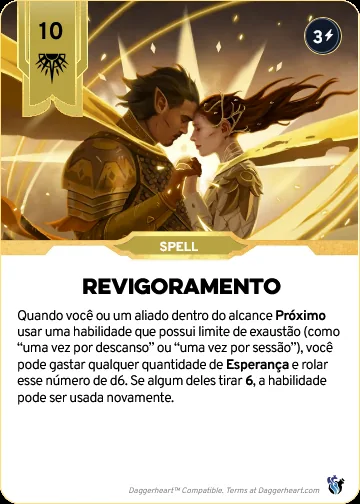 10
3
SPELL
REVIGORAMENTO
Quando você ou um aliado dentro do alcance Próximo
usar uma habilidade que possui limite de exaustão (como
“uma vez por descanso” ou “uma vez por sessão”), você
pode gastar qualquer quantidade de Esperança e rolar
esse número de d6. Se algum deles tirar 6, a habilidade
pode ser usada novamente.
Daggerheart™ Compatible. Terms at Daggerheart.com